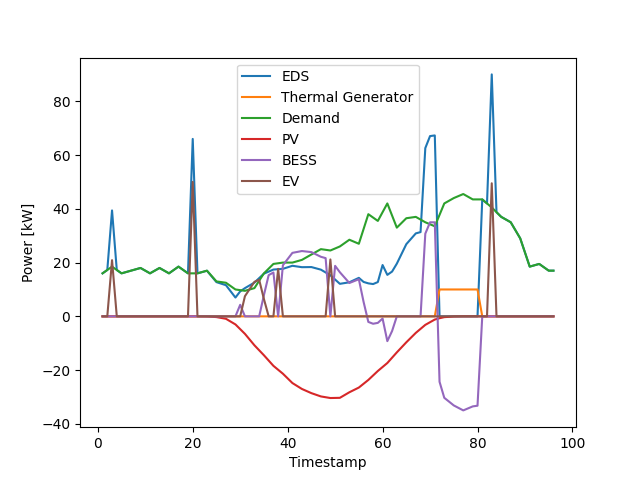 EDS
Thermal Generator
Demand
PV
BESS
EV
Power [kW]
80
60
40
20
0
−20
−40
0
20
40
60
80
100
Timestamp